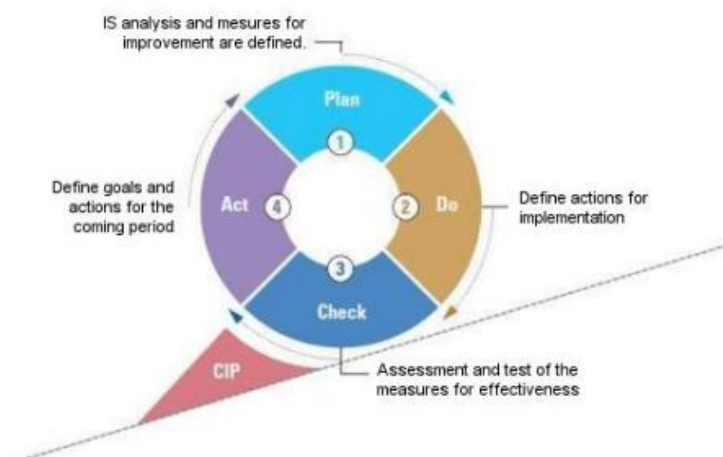 IS analysis and mesures for
improvement are defined.
Plan
1
Define goals and
actions for the
coming period
Act
4
2
Do
Define actions for
implementation
3
Check
CIP
Assessment and test of the
measures for effectiveness